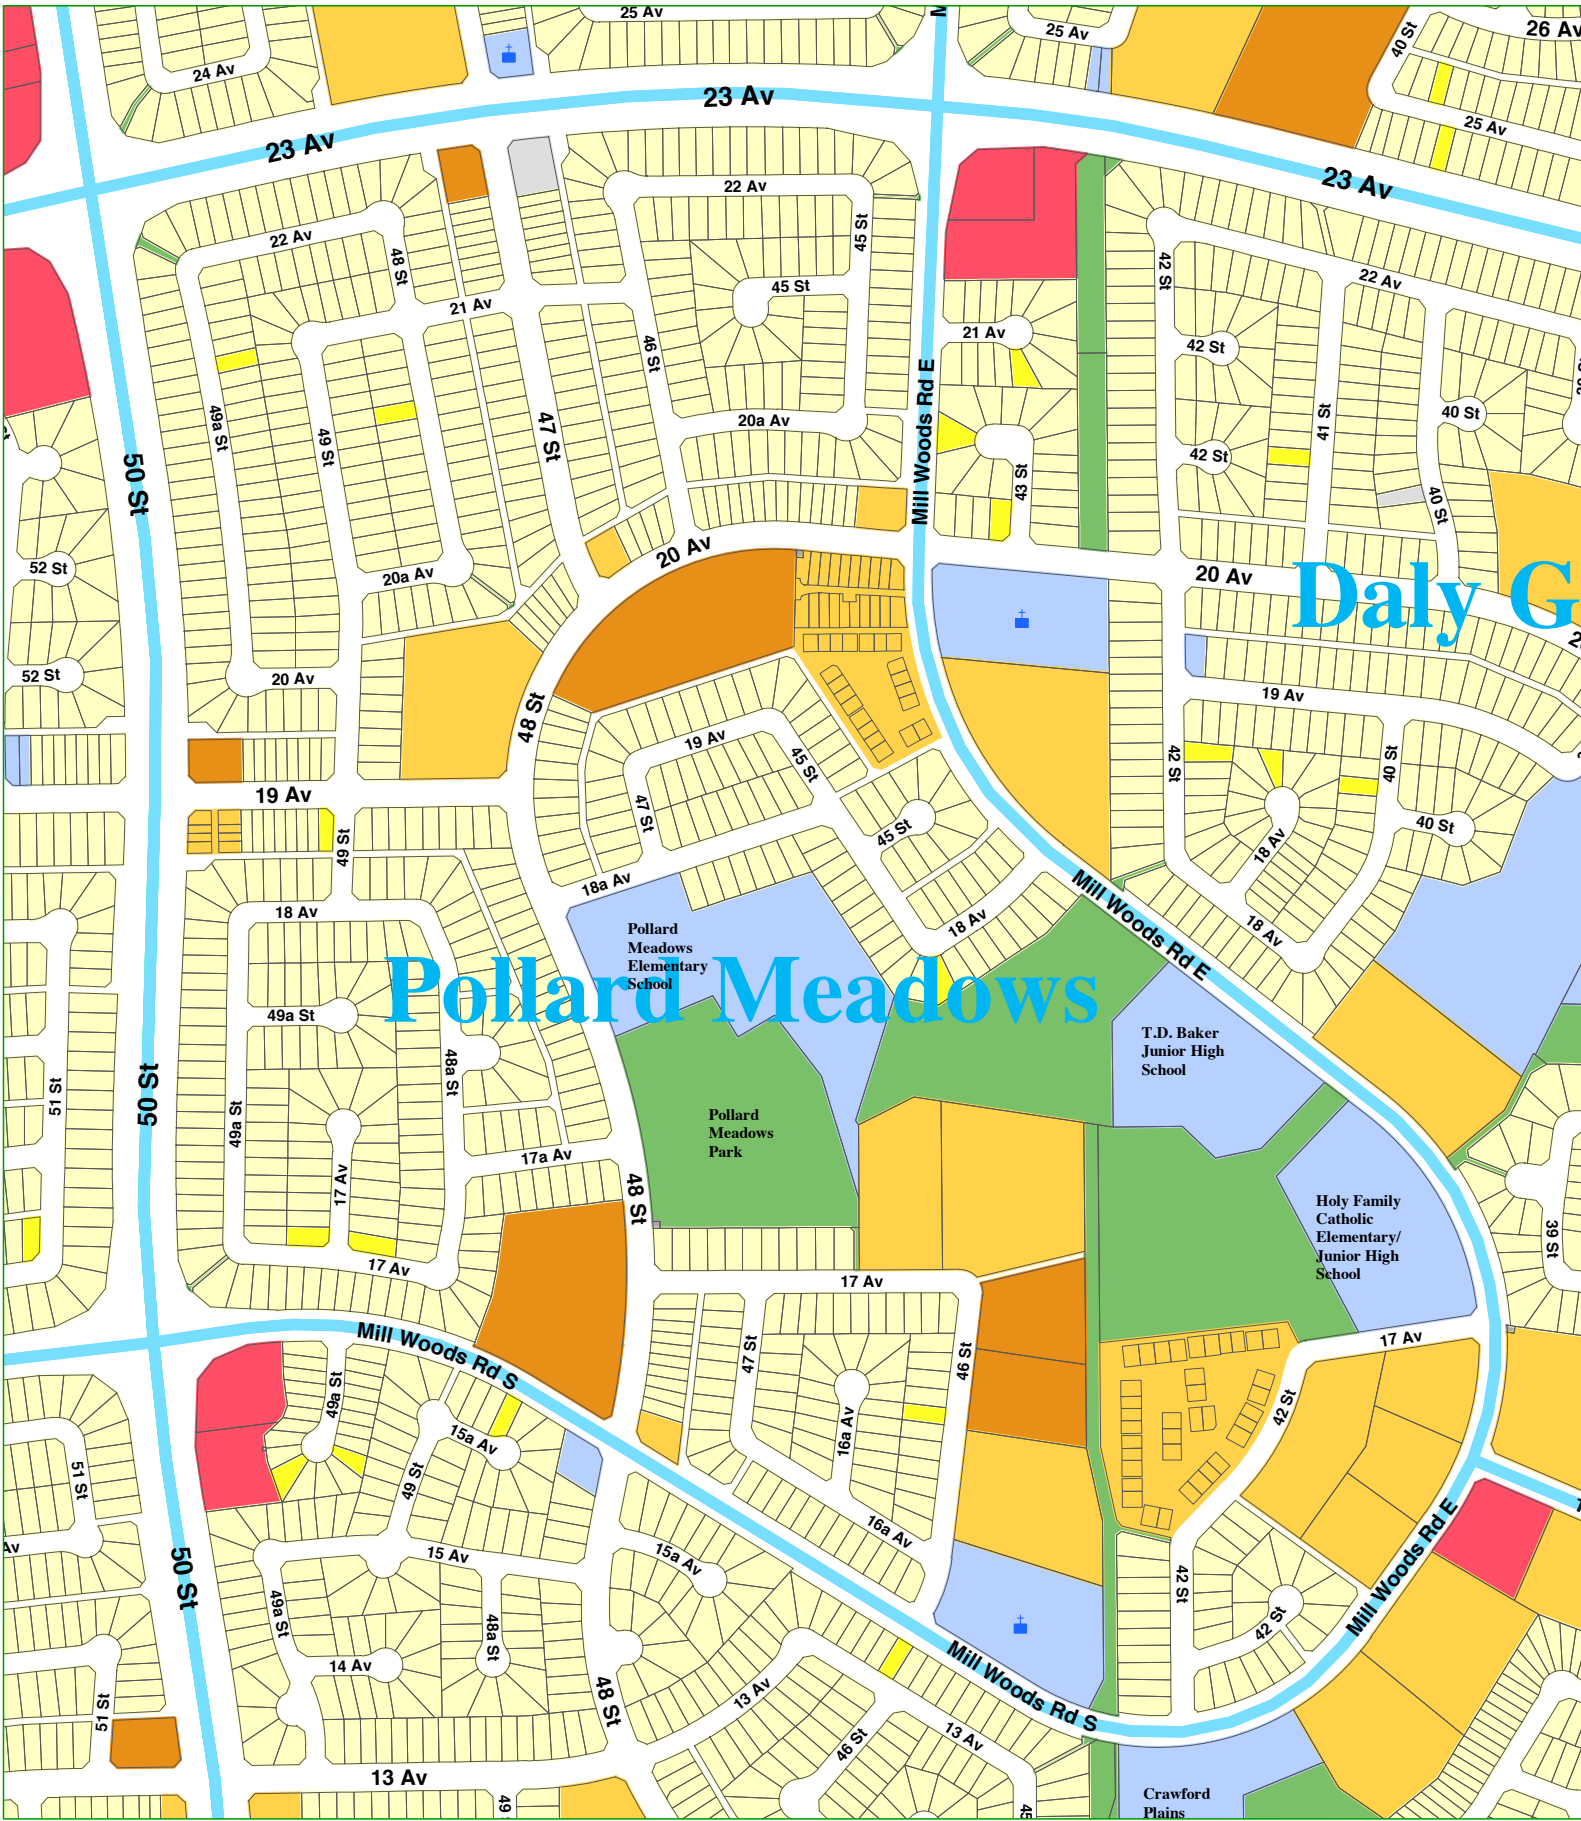 25 Av
25 Av
40 St
26 Av
24 Av
23 Av
23 Av
25 Av
23 Av
22 Av
45 St
22 Av
48 St
42 St
22 Av
45 St
21 Av
21 Av
46 St
42 St
Mill Woods Rd E
49a St
49 St
47 St
20a Av
41 St
40 St
50 St
43 St
42 St
40 St
20 Av
52 St
20a Av
20 Av
Daly G
52 St
20 Av
48 St
19 Av
19 Av
45 St
42 St
40 St
19 Av
47 St
45 St
40 St
49 St
18 Av
18a Av
Mill Woods Rd E
18 Av
18 Av
18 Av
Pollard
Meadows
Elementary
School
Pollard Meadows
49a St
T.D. Baker
Junior High
School
50 St
51 St
48a St
49a St
Pollard
Meadows
Park
17a Av
17 Av
48 St
Holy Family
Catholic
Elementary/
Junior High
School
39 St
17 Av
17 Av
17 Av
Mill Woods Rd S
47 St
46 St
49a St
42 St
15a Av
16a Av
51 St
49 St
16a Av
Mill Woods Rd E
Av
50 St
15 Av
15a Av
42 St
49a St
48a St
42 St
14 Av
Mill Woods Rd S
51 St
48 St
13 Av
46 St
13 Av
13 Av
49
45
Crawford
Plains